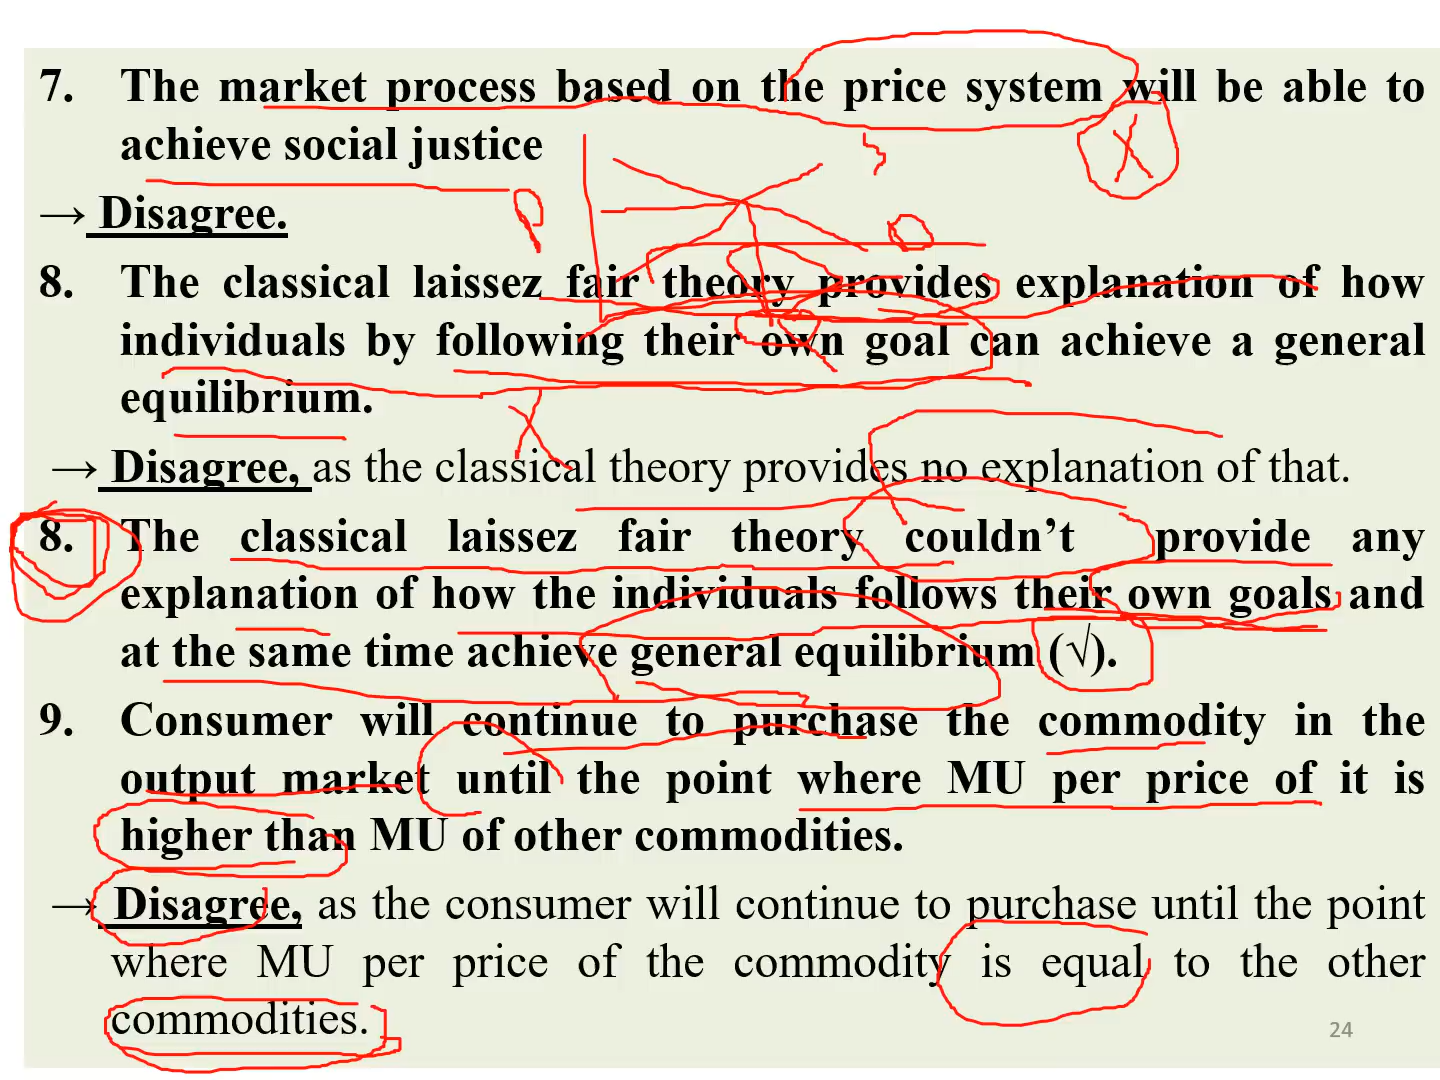 7. The market process based on the price system will be able to
achieve social justice
→ Disagree.
8. The classical laissez fair theory provides explanation of how
individuals by following their own goal can achieve a general
equilibrium.
→ Disagree, as the classical theory provides no explanation of that.
8. The classical laissez fair theory couldn’t provide any
explanation of how the individuals follows their own goals and
at the same time achieve general equilibrium (√).
9. Consumer will continue to purchase the commodity in the
output market until the point where MU per price of it is
higher than MU of other commodities.
→ Disagree, as the consumer will continue to purchase until the point
where MU per price of the commodity is equal to the other
commodities.
24